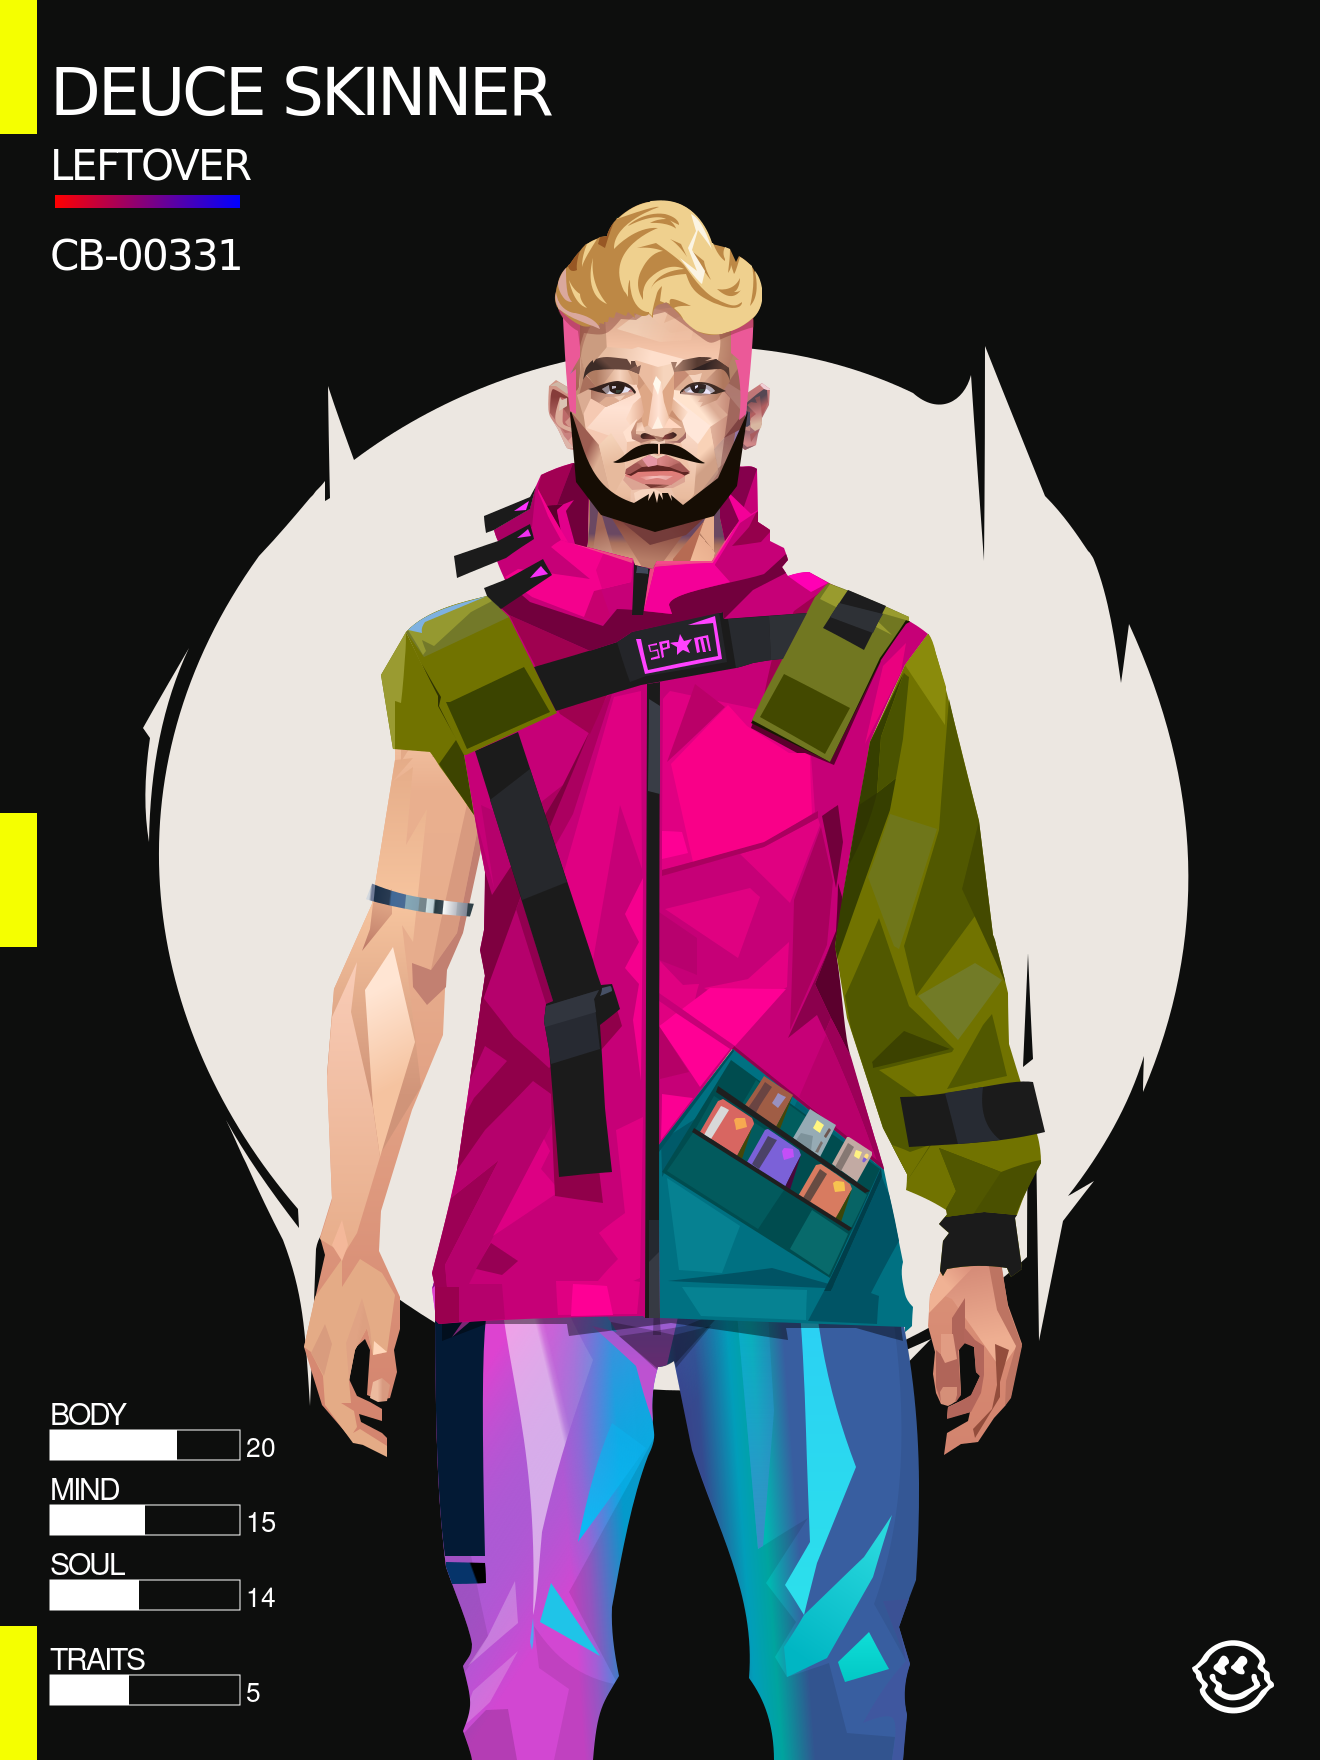 DEUCE SKINNER
LEFTOVER
CB-00331
SP★M
BODY
20
MIND
15
SOUL
14
TRAITS
5